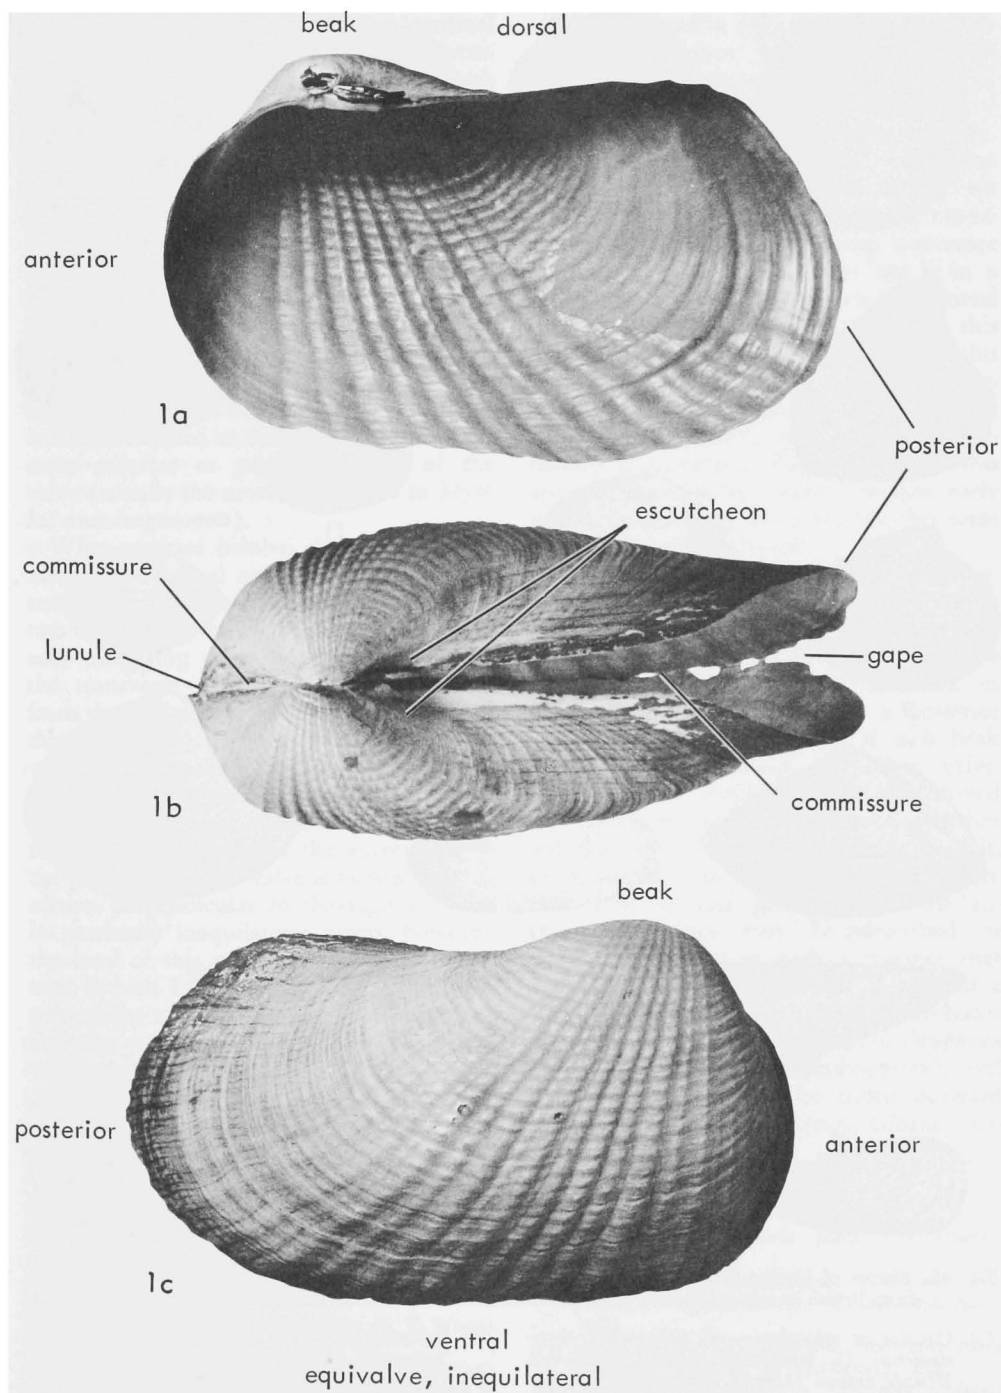 beak dorsal
anterior
1a
posterior
escutcheon
commissure
lunule
gape
commissure
1b
beak
posterior
anterior
1c
ventral
equivalve, inequilateral